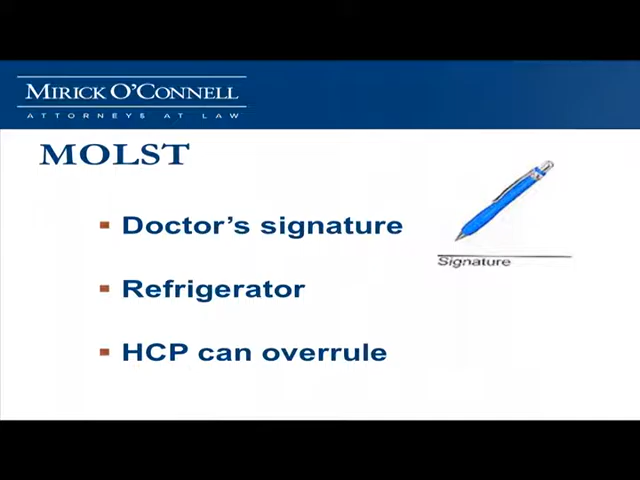 MIRICK O'CONNELL
ATTORNEYS AT LAW
MOLST
Doctor's signature
Signature
Refrigerator
HCP can overrule